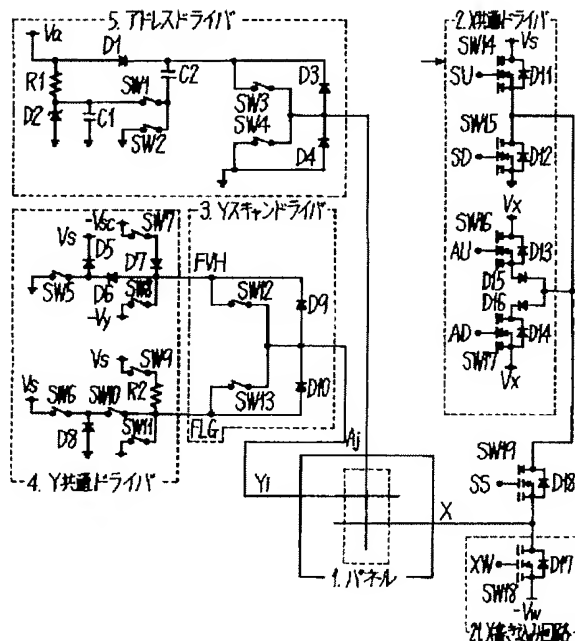 5. アドレスドライバ
Va
D1
R1
SW1
C2
D2
C1
SW2
SW3
SW4
D3
D4
2. X共通ドライバ
SW14
Vs
SU
D11
SW15
SD
D12
Vx
SW16
AU
D13
D15
D16
AD
D14
SW17
Vx
3. Yスキャンドライバ
-Vsc
SW7
Vs
D5
D7
FVH
SW5
D6
SW8
-Vy
SW12
D9
Vs
SW9
Vs
SW6
SW10
R2
SW13
D10
D8
SW11
FLG
4. Y共通ドライバ
Aj
Yi
X
1. パネル
SW19
SS
D18
XW
D17
SW18
-Vw